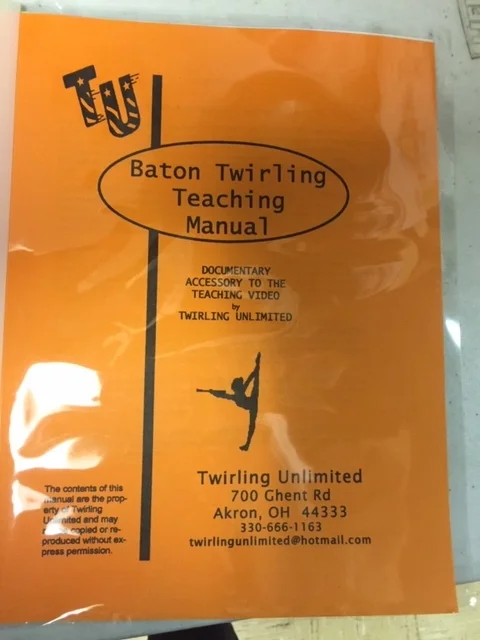 TU
Baton Twirling
Teaching
Manual
DOCUMENTARY
ACCESSORY TO THE
TEACHING VIDEO
by
TWIRLING UNLIMITED
Twirling Unlimited
700 Ghent Rd
Akron, OH 44333
330-666-1163
twirlingunlimited@hotmail.com
The contents of this
manual are the prop-
erty of Twirling
Unlimited and may
copied or re-
produced without ex-
press permission.